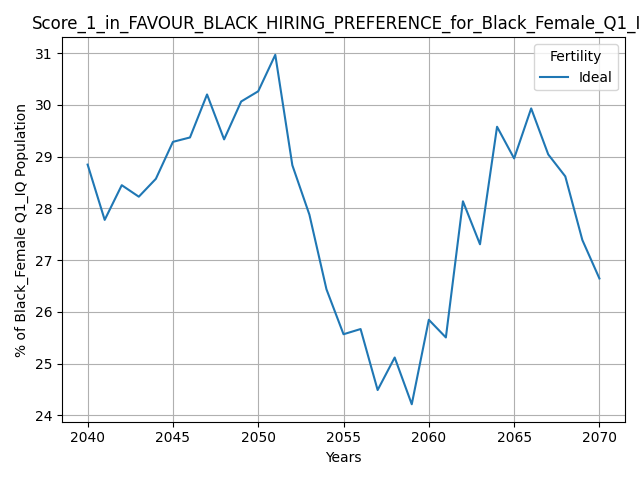 Score_1_in_FAVOUR_BLACK_HIRING_PREFERENCE_for_Black_Female_Q1_I
31
30
29
28
27
26
25
24
% of Black_Female Q1_IQ Population
Fertility
Ideal
2040 2045 2050 2055 2060 2065 2070
Years